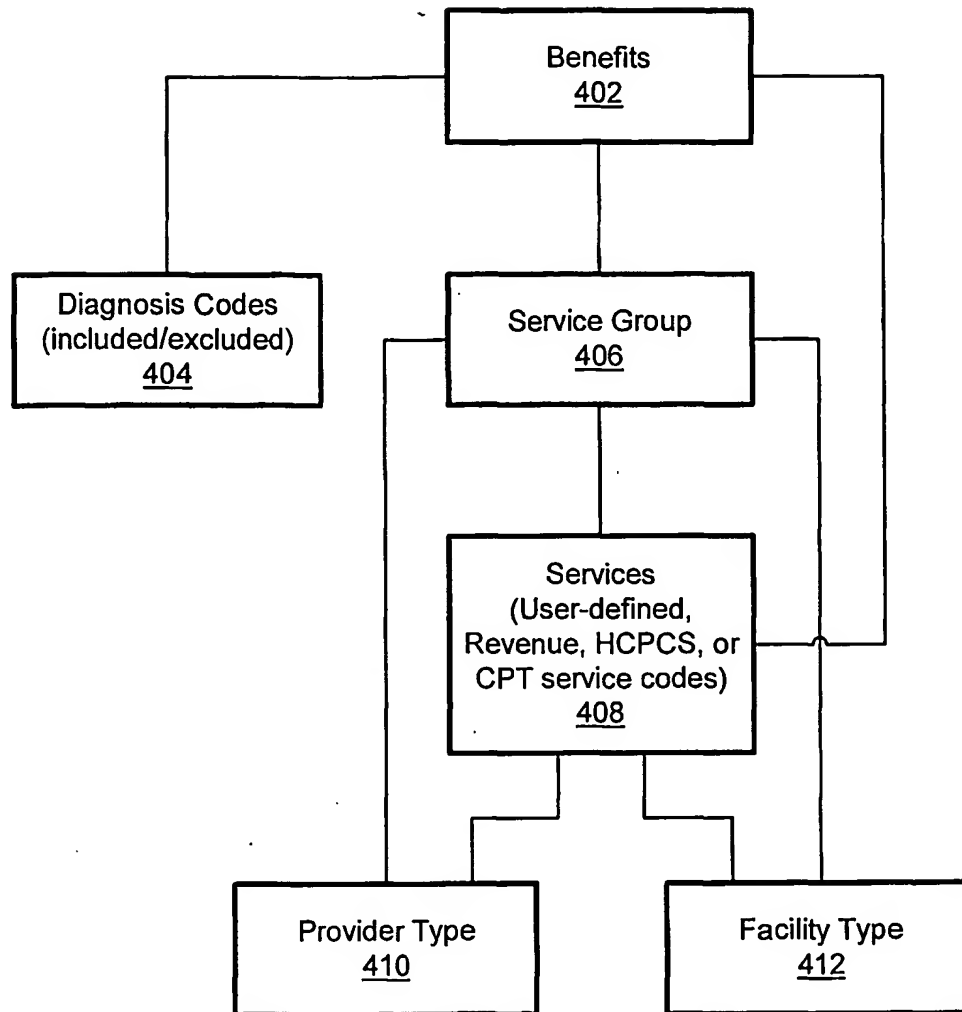 Benefits
402
Diagnosis Codes
(included/excluded)
404
Service Group
406
Services
(User-defined,
Revenue, HCPCS, or
CPT service codes)
408
Provider Type
410
Facility Type
412